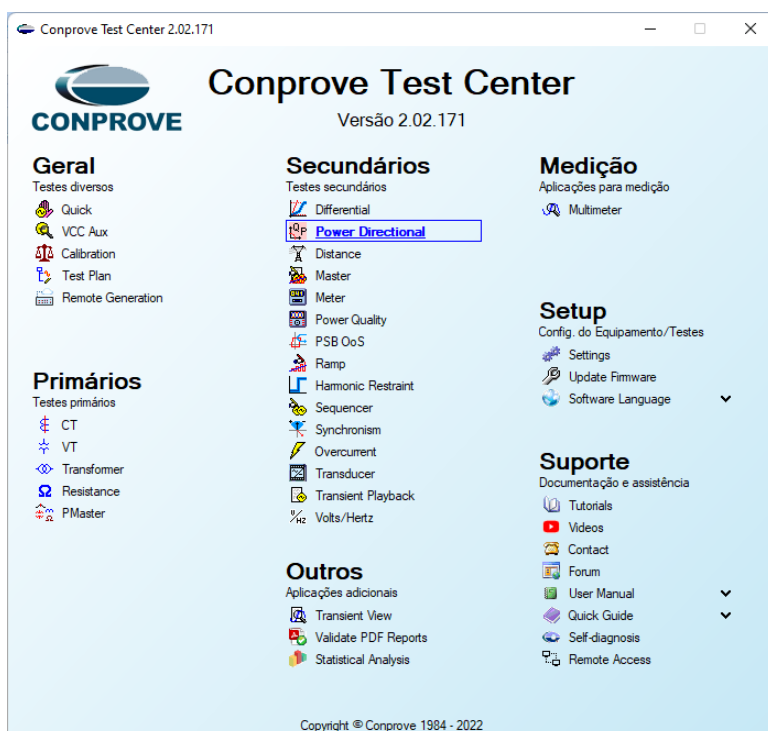 Conprove Test Center 2.02.171
CONPROVE
Conprove Test Center
Versão 2.02.171
Geral
Testes diversos
Quick
VCC Aux
Calibration
Test Plan
Remote Generation
Primários
Testes primários
CT
VT
Transformer
Resistance
PMaster
Secundários
Testes secundários
Differential
Power Directional
Distance
Master
Meter
Power Quality
PSB OoS
Ramp
Harmonic Restraint
Sequencer
Synchronism
Overcurrent
Transducer
Transient Playback
Volts/Hertz
Outros
Aplicações adicionais
Transient View
Validate PDF Reports
Statistical Analysis
Medição
Aplicações para medição
Multimeter
Setup
Config. do Equipamento/Testes
Settings
Update Firmware
Software Language
Suporte
Documentação e assistência
Tutorials
Videos
Contact
Forum
User Manual
Quick Guide
Self-diagnosis
Remote Access
Copyright © Conprove 1984 - 2022